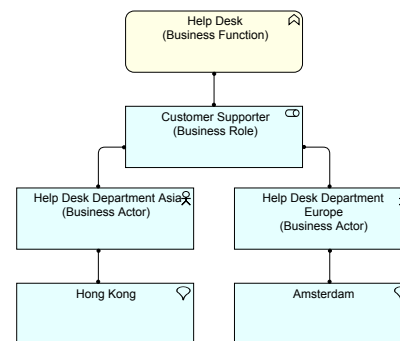 Help Desk
(Business Function)
Customer Supporter
(Business Role)
Help Desk Department Asia
(Business Actor)
Help Desk Department
Europe
(Business Actor)
Hong Kong
Amsterdam